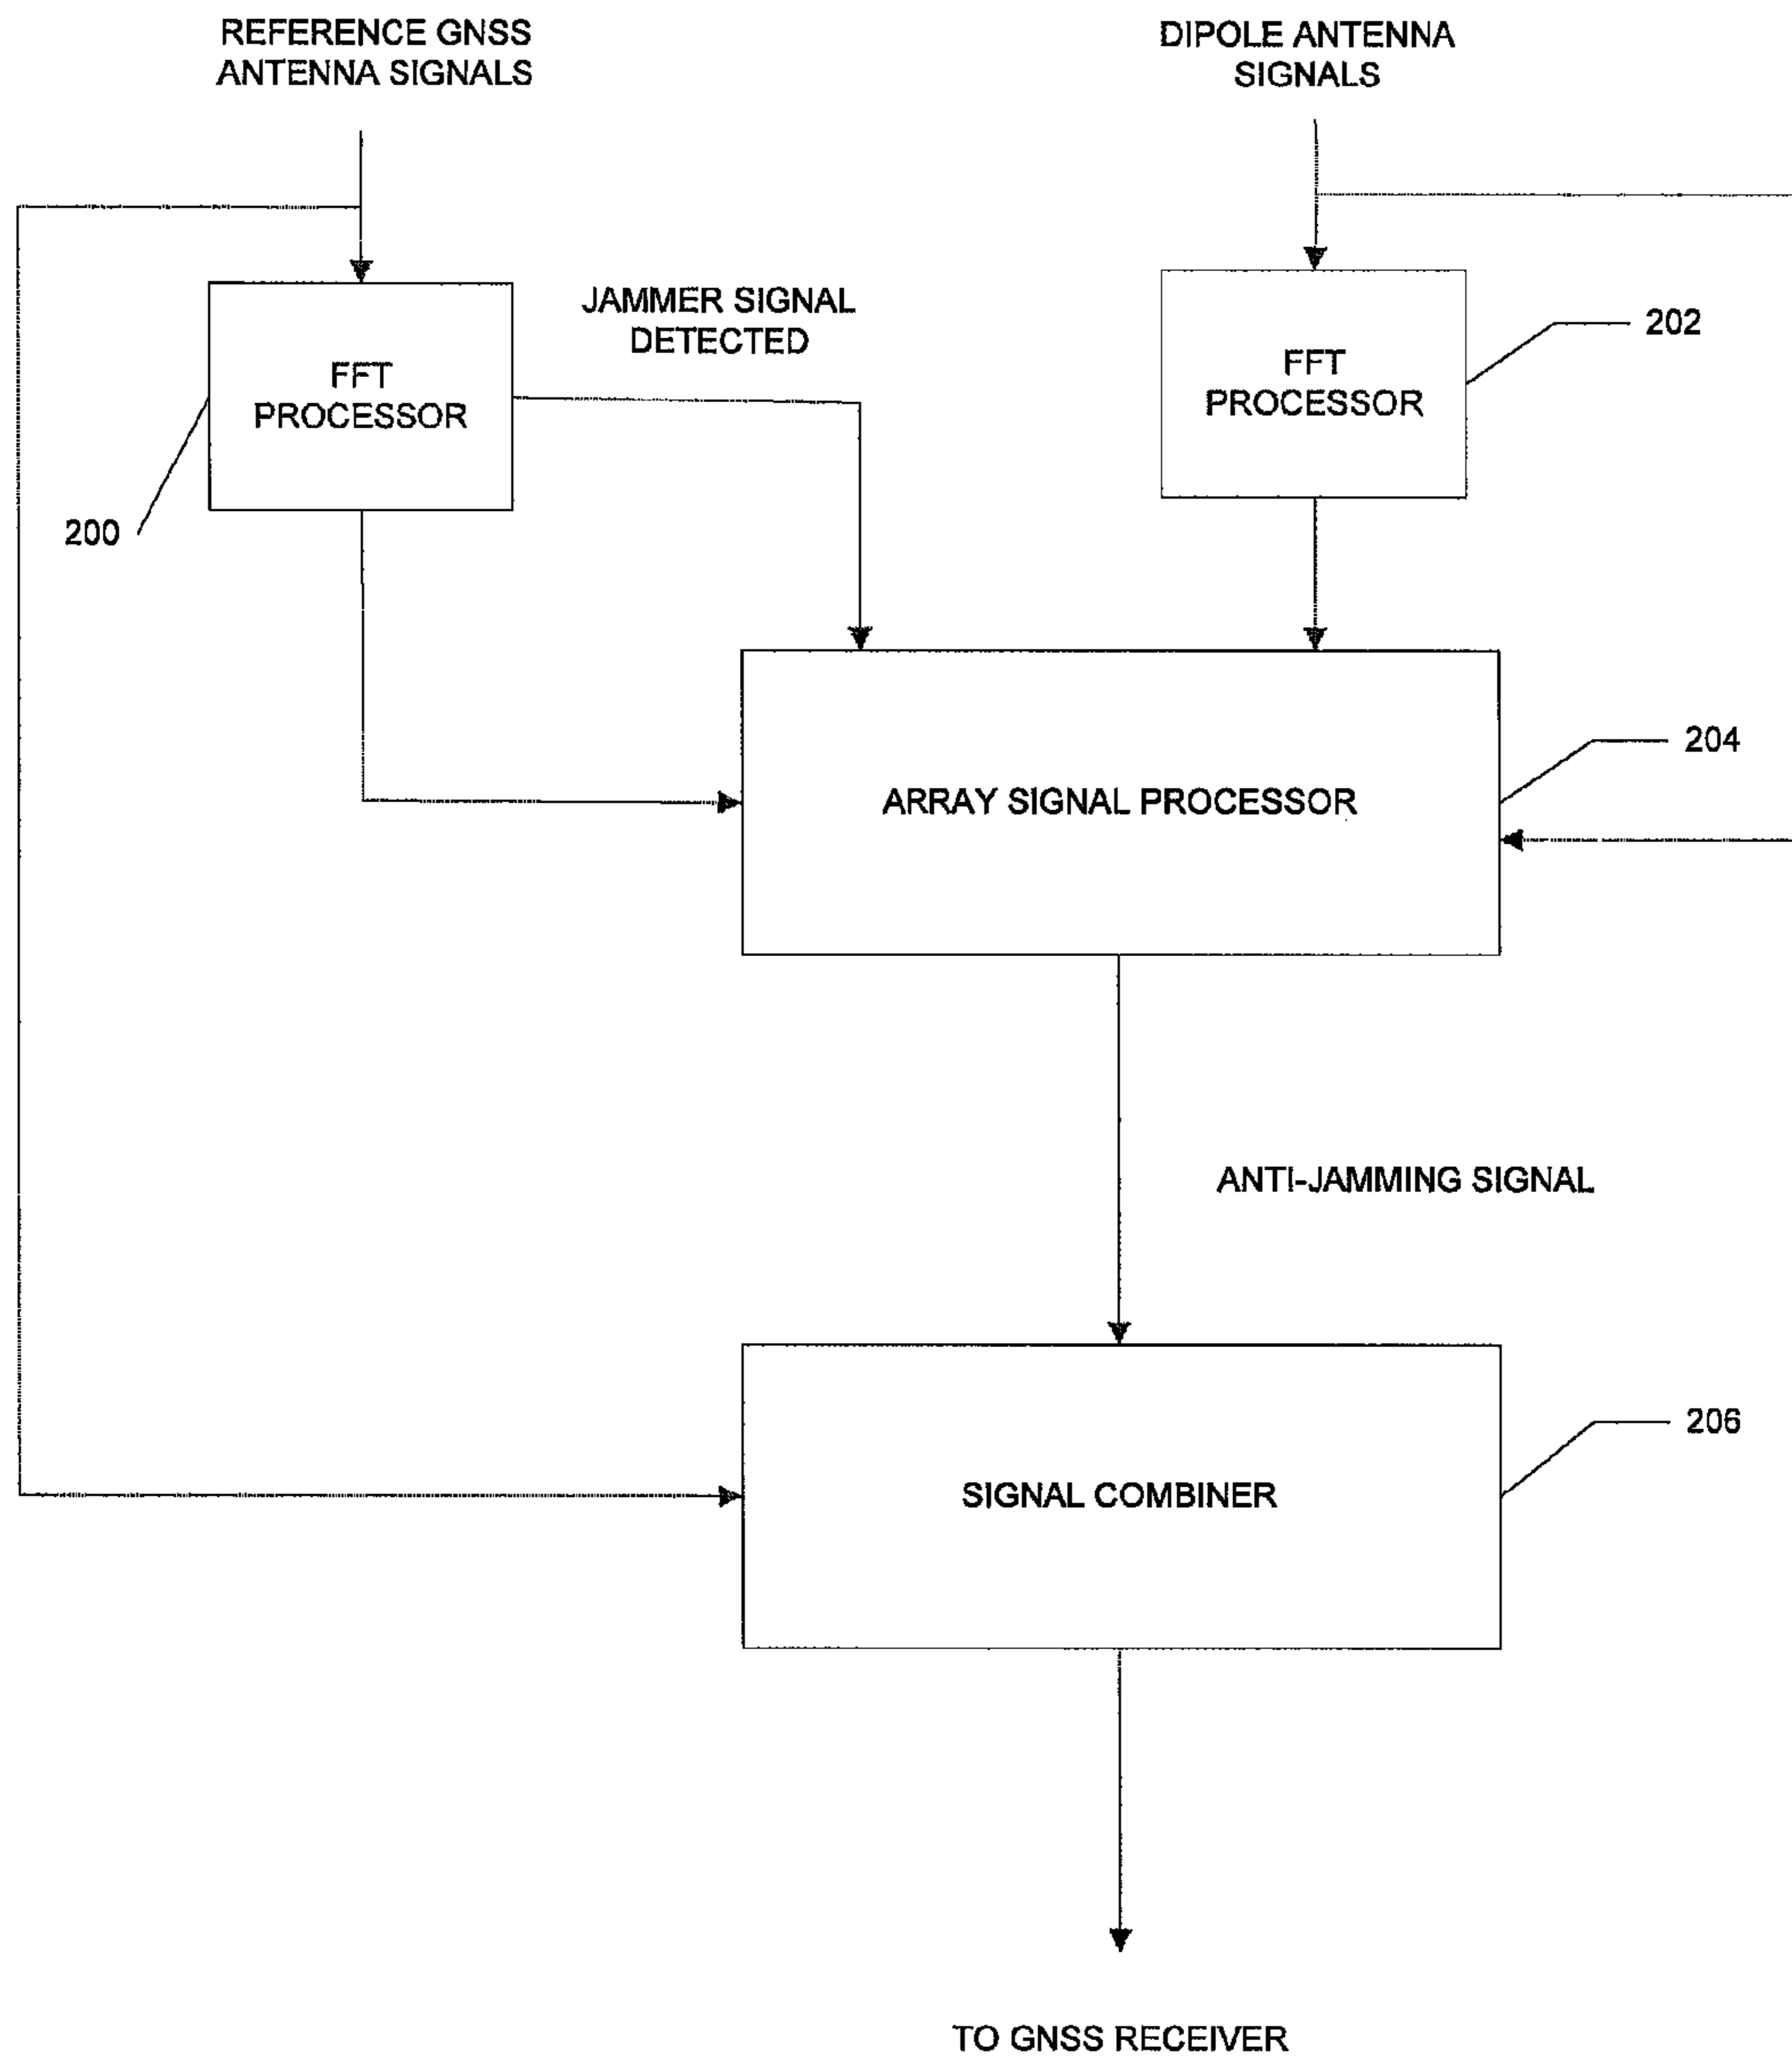 REFERENCE GNSS
ANTENNA SIGNALS
DIPOLE ANTENNA
SIGNALS
JAMMER SIGNAL
DETECTED
FFT
PROCESSOR
200
FFT
PROCESSOR
202
ARRAY SIGNAL PROCESSOR
204
ANTI-JAMMING SIGNAL
SIGNAL COMBINER
206
TO GNSS RECEIVER